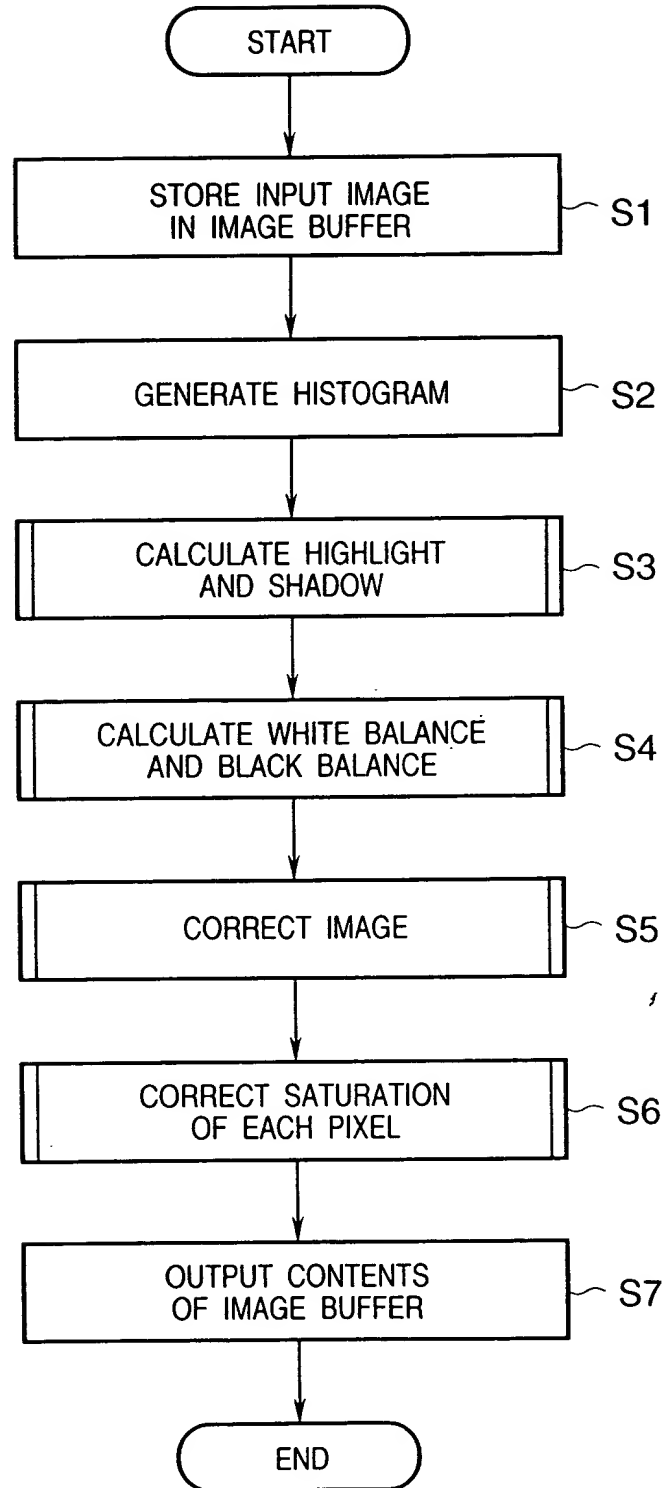 START
STORE INPUT IMAGE
IN IMAGE BUFFER
S1
GENERATE HISTOGRAM
S2
CALCULATE HIGHLIGHT
AND SHADOW
S3
CALCULATE WHITE BALANCE
AND BLACK BALANCE
S4
CORRECT IMAGE
S5
CORRECT SATURATION
OF EACH PIXEL
S6
OUTPUT CONTENTS
OF IMAGE BUFFER
S7
END